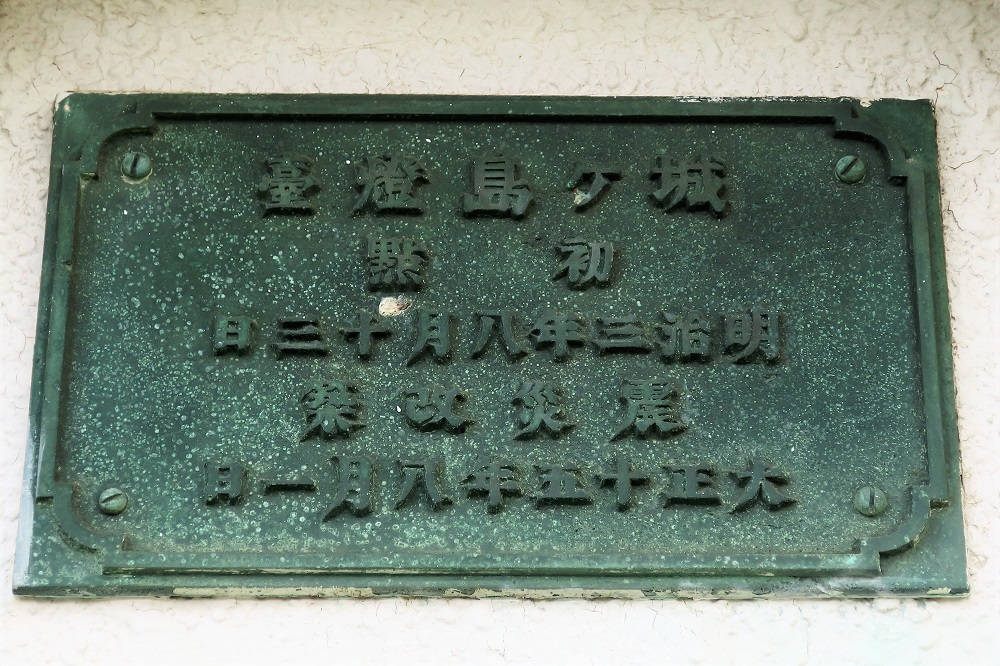 城ヶ島燈臺
初點
明治三年八月十三日
震災改築
大正十五年八月一日